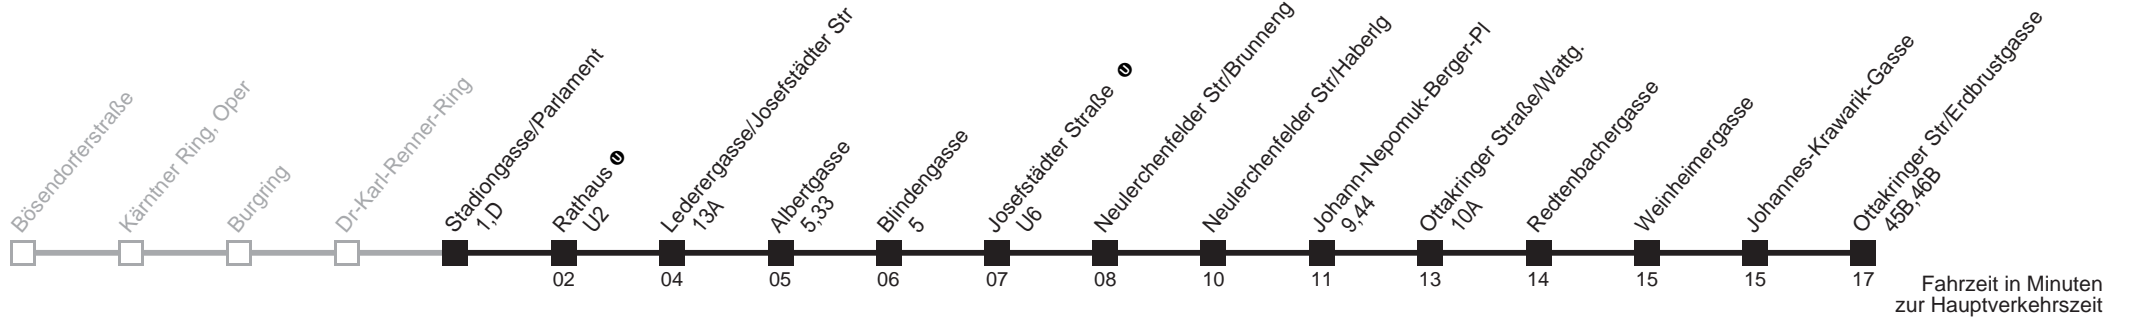 Bösendorferstraße
Kärntner Ring, Oper
Burgring
Dr-Karl-Renner-Ring
Stadiongasse/Parlament
1,D
Rathaus U
U2
Lederergasse/Josefstädter Str
13A
Albertgasse
5,33
Blindengasse
5
Josefstädter Straße U
U6
Neulerchenfelder Str/Brunneng
Neulerchenfelder Str/Haberlg
Johann-Nepomuk-Berger-Pl
9,44
Ottakringer Straße/Wattg.
10A
Redtenbachergasse
Weinheimergasse
Johannes-Krawarik-Gasse
Ottakringer Str/Erdbrustgasse
45B,46B
02 04 05 06 07 08 10 11 13 14 15 15 17
Fahrzeit in Minuten
zur Hauptverkehrszeit